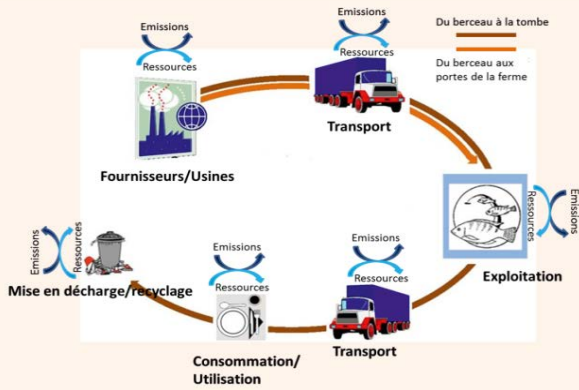 Emissions
Ressources
Fournisseurs/Usines
Emissions
Ressources
Transport
Du berceau à la tombe
Du berceau aux
portes de la ferme
Ressources
Emissions
Exploitation
Emissions
Ressources
Transport
Emissions
Ressources
Consommation/
Utilisation
Emissions
Ressources
Mise en décharge/recyclage